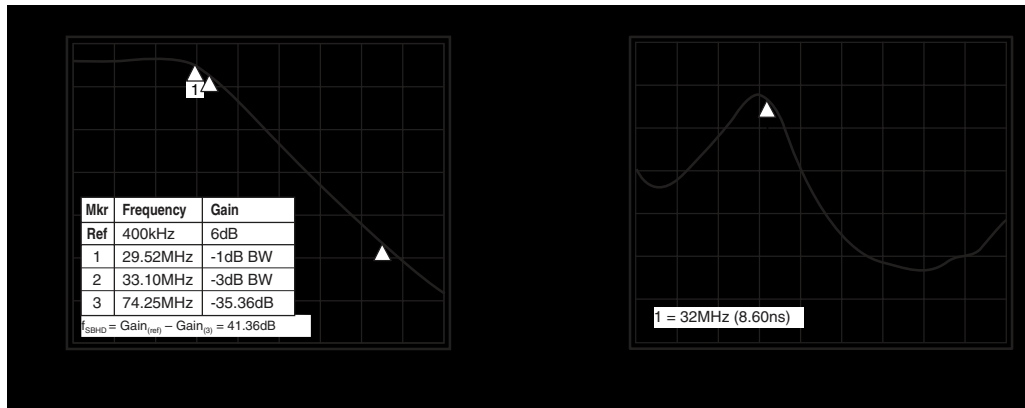 1
Mkr Frequency Gain
Ref 400kHz 6dB
1 29.52MHz -1dB BW
2 33.10MHz -3dB BW
3 74.25MHz -35.36dB
fSBHD = Gain(ref) – Gain(3) = 41.36dB
1 = 32MHz (8.60ns)